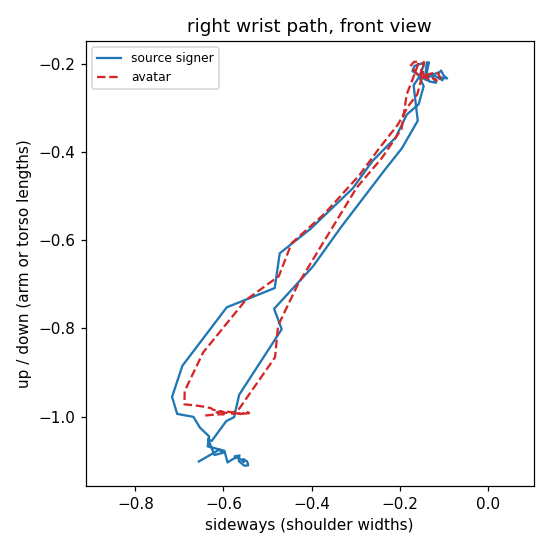 right wrist path, front view
source signer
avatar
−0.2
−0.4
−0.6
−0.8
−1.0
up / down (arm or torso lengths)
−0.8 −0.6 −0.4 −0.2 0.0
sideways (shoulder widths)